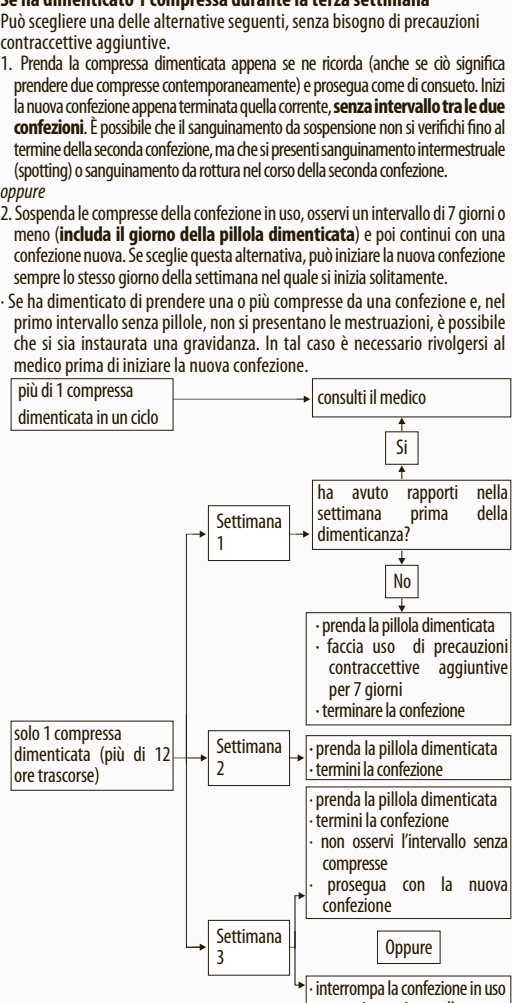 Se ha dimenticato 1 compressa durante la terza settimana
Può scegliere una delle alternative seguenti, senza bisogno di precauzioni
contraccettive aggiuntive.
1. Prenda la compressa dimenticata appena se ne ricorda (anche se ciò significa
prendere due compresse contemporaneamente) e prosegua come di consueto. Inizi
la nuova confezione appena terminata quella corrente, senza intervallo tra le due
confezioni. È possibile che il sanguinamento da sospensione non si verifichi fino al
termine della seconda confezione, ma che si presenti sanguinamento intermestruale
(spotting) o sanguinamento da rottura nel corso della seconda confezione.
oppure
2. Sospenda le compresse della confezione in uso, osservi un intervallo di 7 giorni o
meno (includa il giorno della pillola dimenticata) e poi continui con una
confezione nuova. Se sceglie questa alternativa, può iniziare la nuova confezione
sempre lo stesso giorno della settimana nel quale si inizia solitamente.
· Se ha dimenticato di prendere una o più compresse da una confezione e, nel
primo intervallo senza pillole, non si presentano le mestruazioni, è possibile
che si sia instaurata una gravidanza. In tal caso è necessario rivolgersi al
medico prima di iniziare la nuova confezione.
più di 1 compressa
dimenticata in un ciclo
consulti il medico
Si
ha avuto rapporti nella
settimana prima della
dimenticanza?
Settimana
1
No
· prenda la pillola dimenticata
· faccia uso di precauzioni
contraccettive aggiuntive
per 7 giorni
· terminare la confezione
solo 1 compressa
dimenticata (più di 12
ore trascorse)
Settimana
2
· prenda la pillola dimenticata
· termini la confezione
· prenda la pillola dimenticata
· termini la confezione
· non osservi l'intervallo senza
compresse
· prosegua con la nuova
confezione
Settimana
3
Oppure
· interrompa la confezione in uso